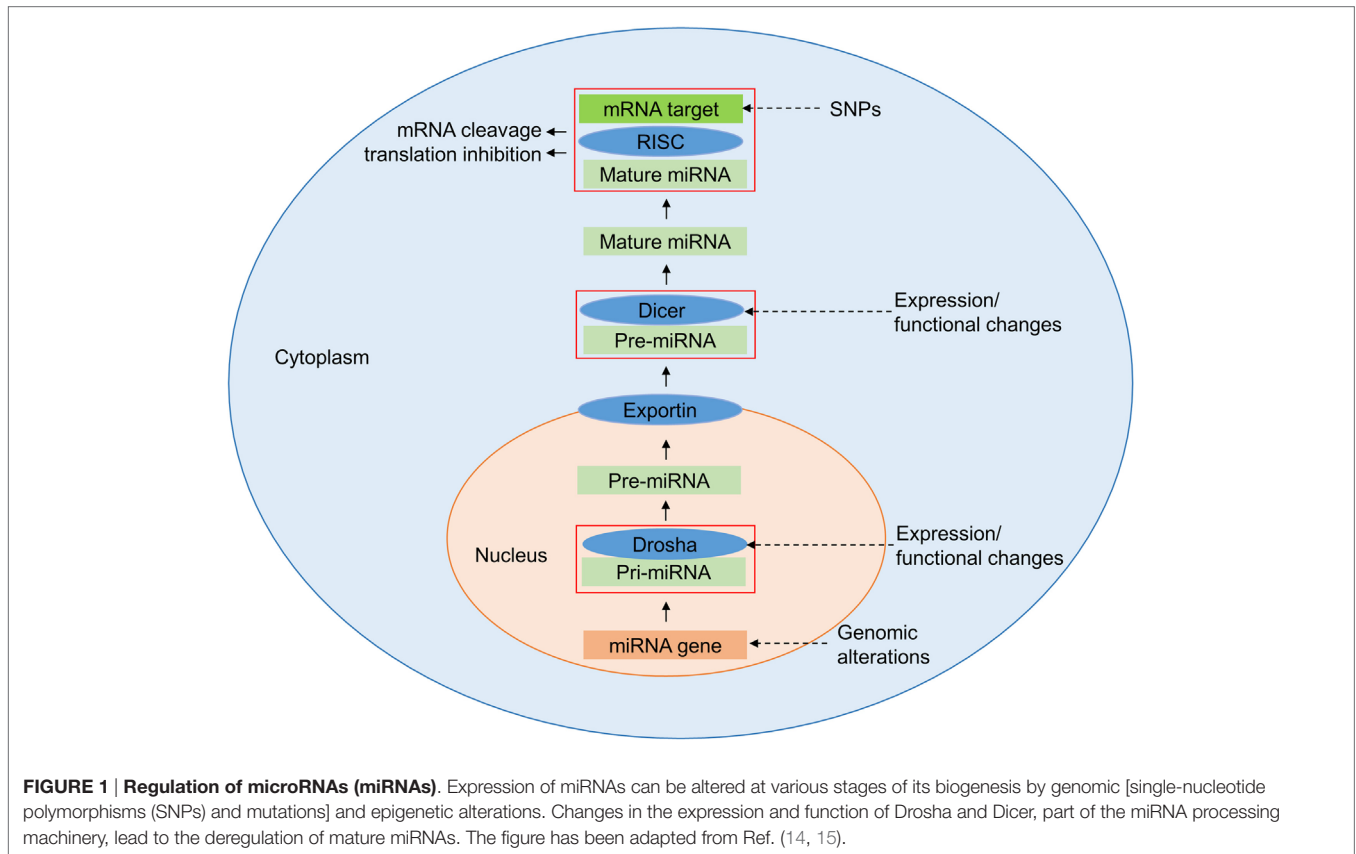 mRNA target
SNPs
mRNA cleavage
translation inhibition
RISC
Mature miRNA
Mature miRNA
Dicer
Pre-miRNA
Expression/
functional changes
Cytoplasm
Exportin
Pre-miRNA
Nucleus
Drosha
Pri-miRNA
Expression/
functional changes
miRNA gene
Genomic
alterations
FIGURE 1 | Regulation of microRNAs (miRNAs). Expression of miRNAs can be altered at various stages of its biogenesis by genomic [single-nucleotide
polymorphisms (SNPs) and mutations] and epigenetic alterations. Changes in the expression and function of Drosha and Dicer, part of the miRNA processing
machinery, lead to the deregulation of mature miRNAs. The figure has been adapted from Ref. (14, 15).